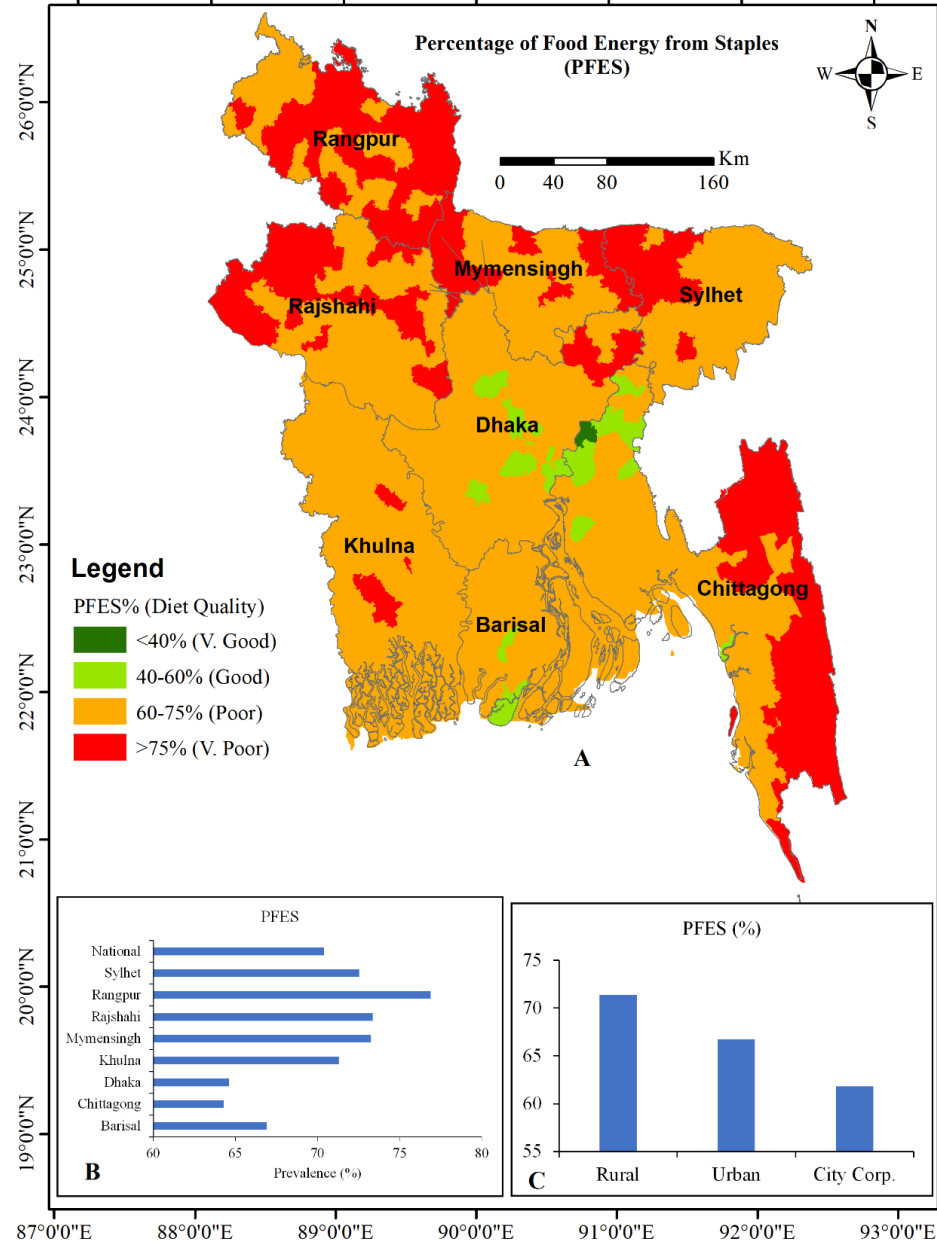 Percentage of Food Energy from Staples
(PFES)
N
W E
S
Km
0 40 80 160
26°0'0"N
25°0'0"N
24°0'0"N
23°0'0"N
22°0'0"N
21°0'0"N
20°0'0"N
19°0'0"N
Rangpur
Mymensingh
Sylhet
Rajshahi
Dhaka
Khulna
Chittagong
Barisal
Legend
PFES% (Diet Quality)
<40% (V. Good)
40-60% (Good)
60-75% (Poor)
>75% (V. Poor)
A
PFES
National
Sylhet
Rangpur
Rajshahi
Mymensingh
Khulna
Dhaka
Chittagong
Barisal
60 65 70 75 80
Prevalence (%)
B
PFES (%)
75
70
65
60
55
Rural Urban City Corp.
C
87°0'0"E 88°0'0"E 89°0'0"E 90°0'0"E 91°0'0"E 92°0'0"E 93°0'0"E